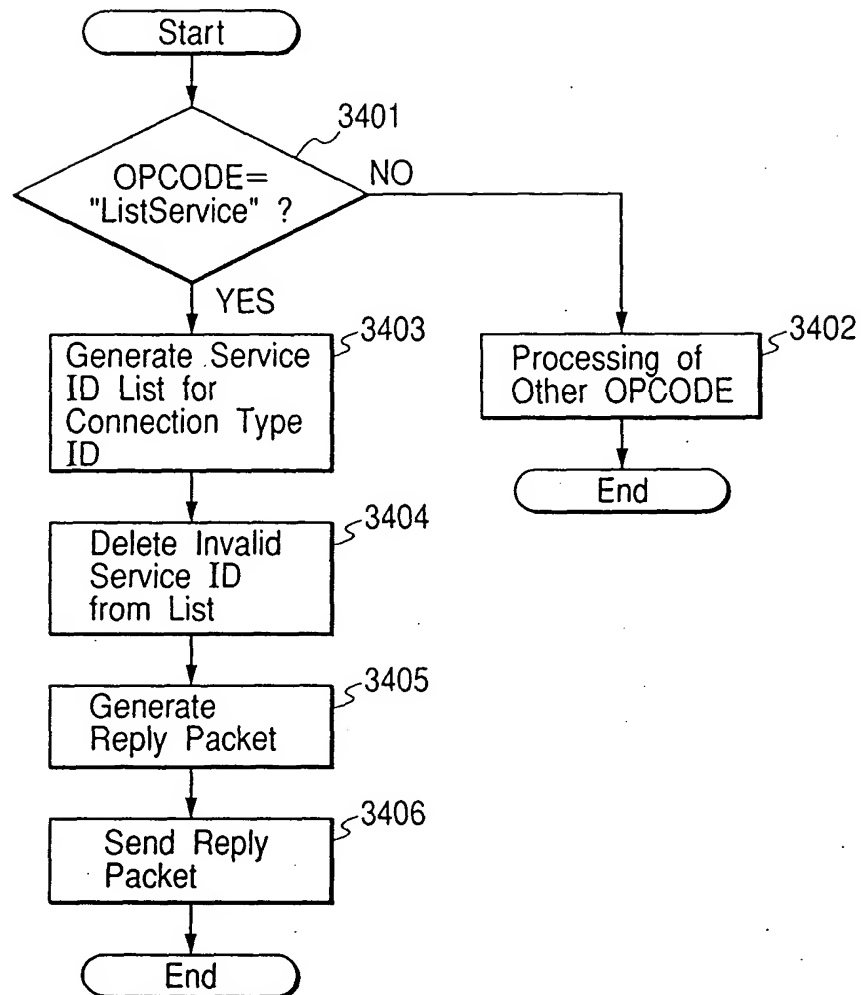 Start
3401
OPCODE=
"ListService" ?
NO
YES
3403
Generate Service
ID List for
Connection Type
ID
3402
Processing of
Other OPCODE
End
3404
Delete Invalid
Service ID
from List
3405
Generate
Reply Packet
3406
Send Reply
Packet
End